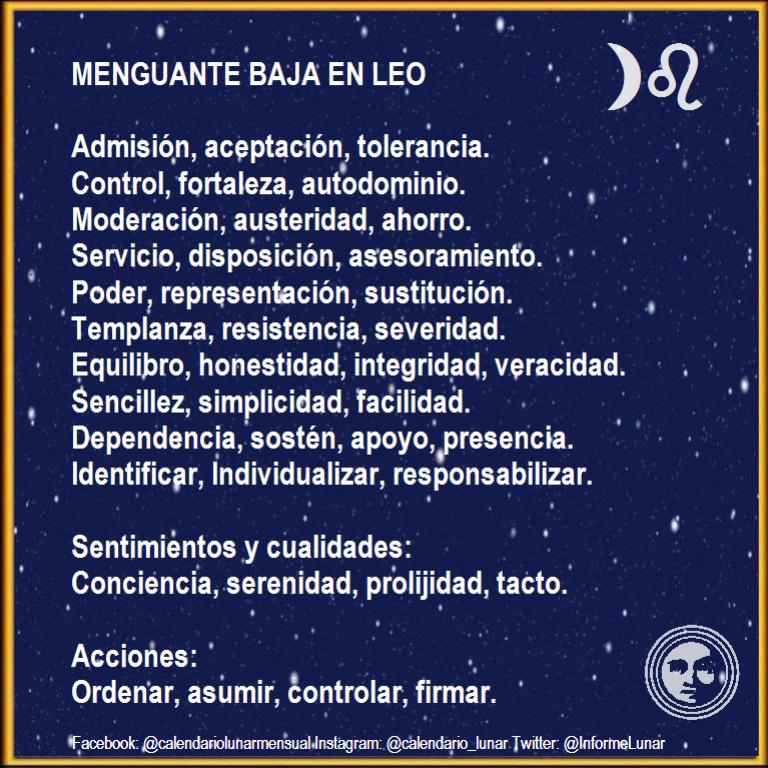 MENGUANTE BAJA EN LEO
Admisión, aceptación, tolerancia.
Control, fortaleza, autodominio.
Moderación, austeridad, ahorro.
Servicio, disposición, asesoramiento.
Poder, representación, sustitución.
Templanza, resistencia, severidad.
Equilibro, honestidad, integridad, veracidad.
Sencillez, simplicidad, facilidad.
Dependencia, sostén, apoyo, presencia.
Identificar, Individualizar, responsabilizar.
Sentimientos y cualidades:
Conciencia, serenidad, prolijidad, tacto.
Acciones:
Ordenar, asumir, controlar, firmar.
Facebook: @calendariolunarmensual Instagram: @calendario_lunar Twitter: @InformeLunar